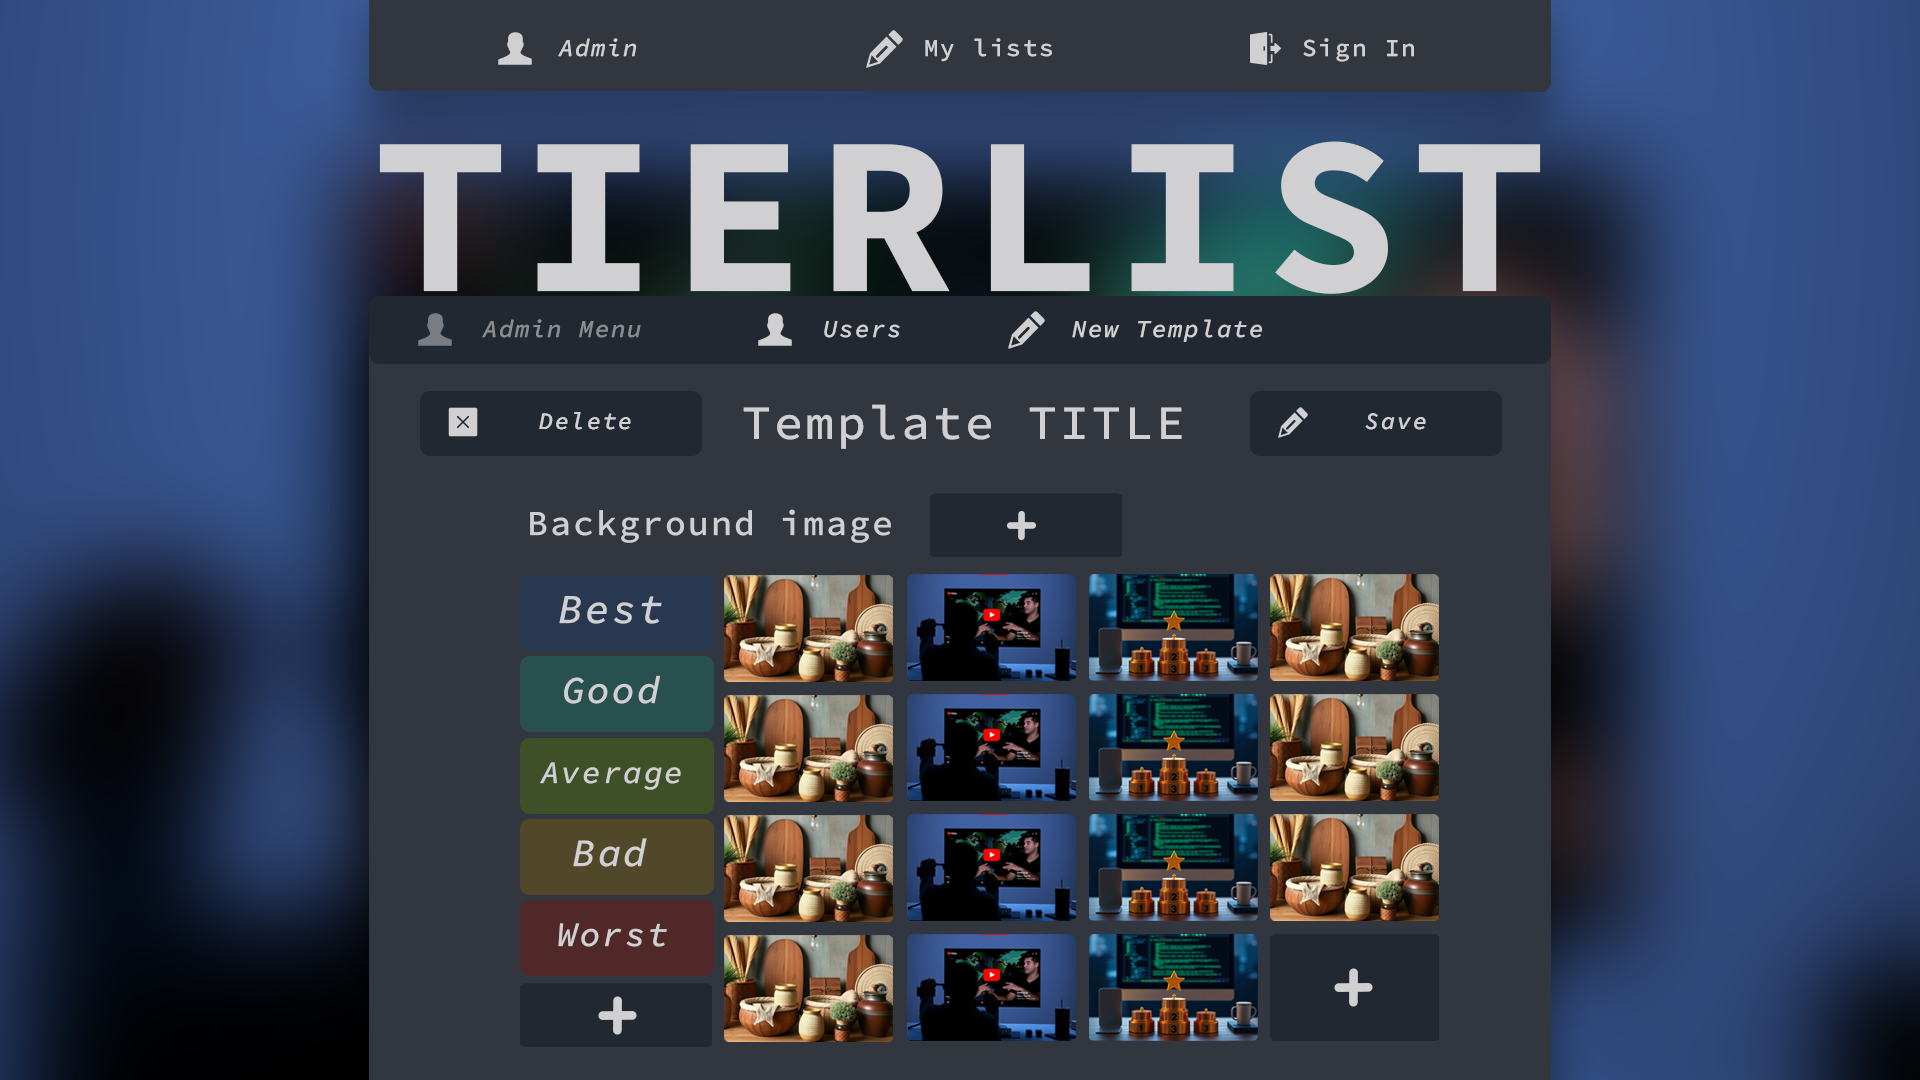 Admin My lists Sign In
TIERLIST
Admin Menu Users New Template
Delete Template TITLE Save
Background image
Best
Good
Average
Bad
Worst